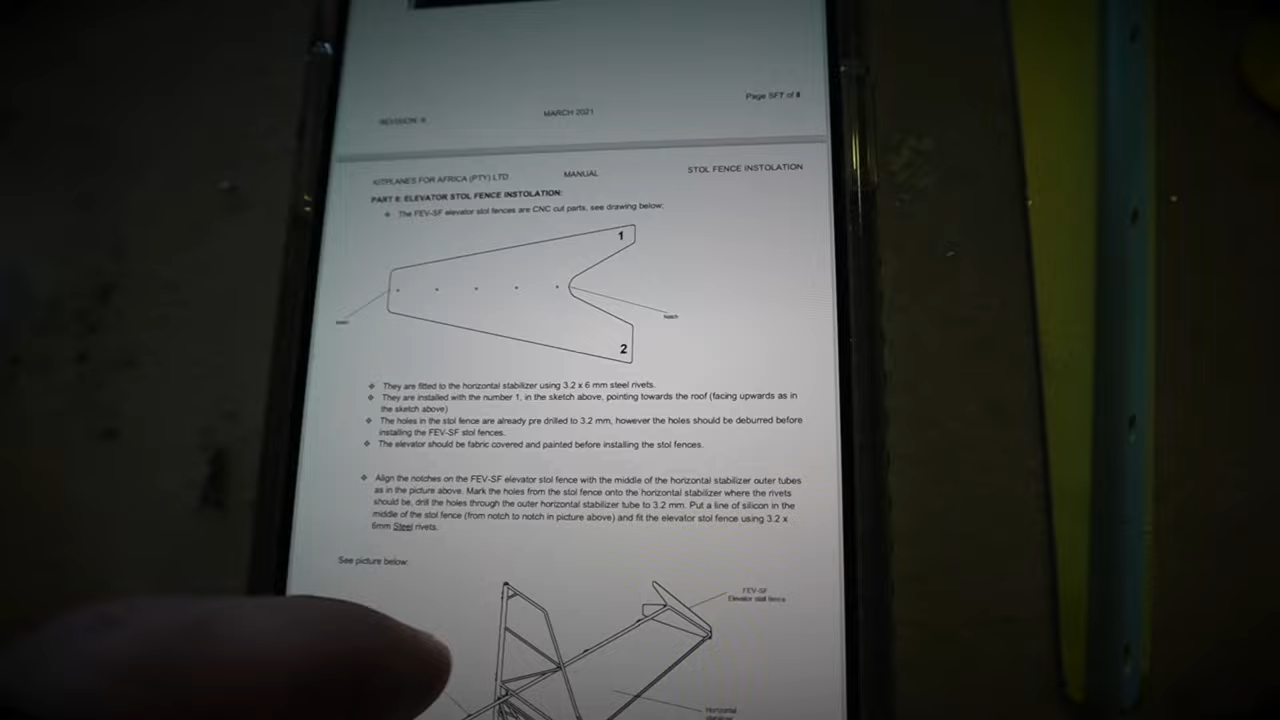 Page SFT of 8
MARCH 2021
KITPLANES FOR AFRICA (PTY) LTD MANUAL STOL FENCE INSTOLATION
PART 8: ELEVATOR STOL FENCE INSTOLATION:
The FEV-SF elevator stol fences are CNC cut parts, see drawing below;
1
Notch
2
They are fitted to the horizontal stabilizer using 3.2 x 6 mm steel rivets.
They are installed with the number 1, in the sketch above, pointing towards the roof (facing upwards as in
the sketch above)
The holes in the stol fence are already pre drilled to 3.2 mm, however the holes should be deburred before
installing the FEV-SF stol fences.
The elevator should be fabric covered and painted before installing the stol fences.
Align the notches on the FEV-SF elevator stol fence with the middle of the horizontal stabilizer outer tubes
as in the picture above. Mark the holes from the stol fence onto the horizontal stabilizer where the rivets
should be, drill the holes through the outer horizontal stabilizer tube to 3.2 mm. Put a line of silicon in the
middle of the stol fence (from notch to notch in picture above) and fit the elevator stol fence using 3.2 x
6mm Steel rivets.
See picture below:
FEV-SF
Elevator stall fence
Horizontal